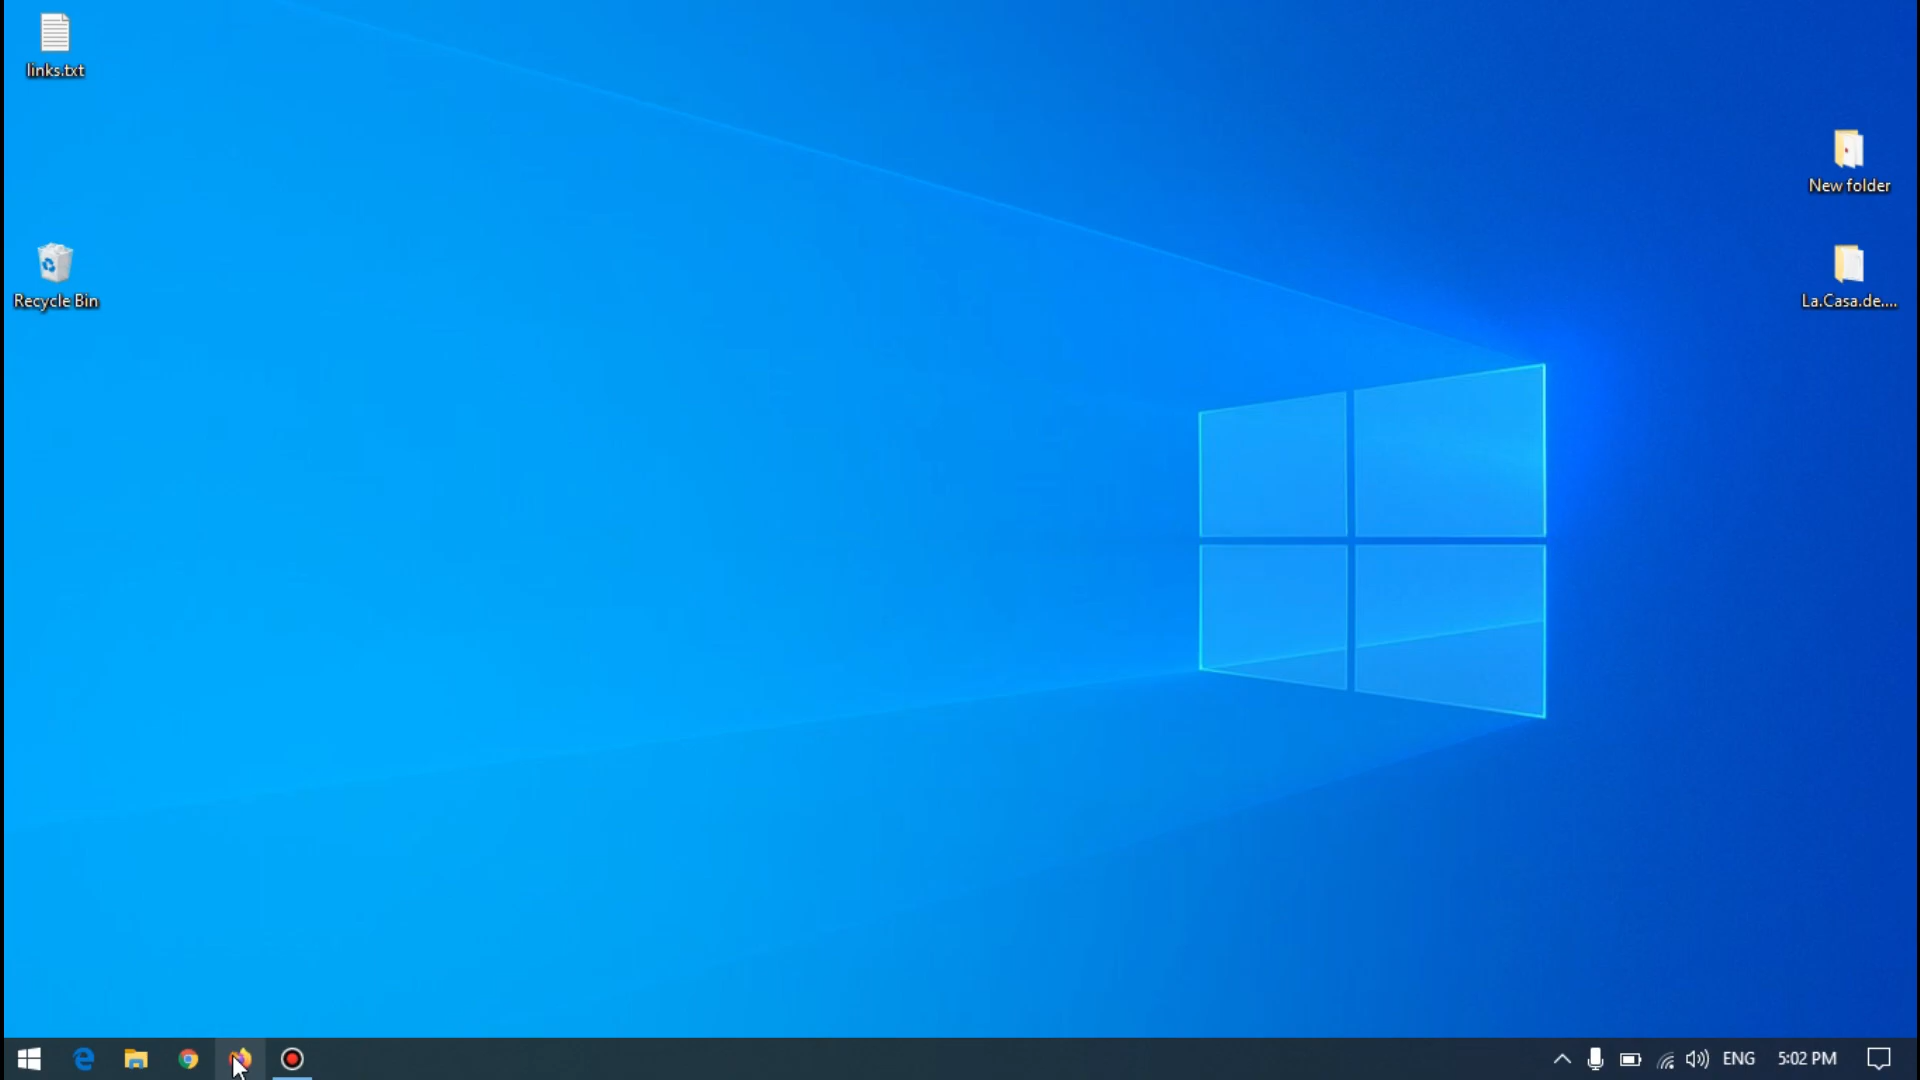 links.txt
New folder
Recycle Bin
La.Casa.de....
ENG
5:02 PM